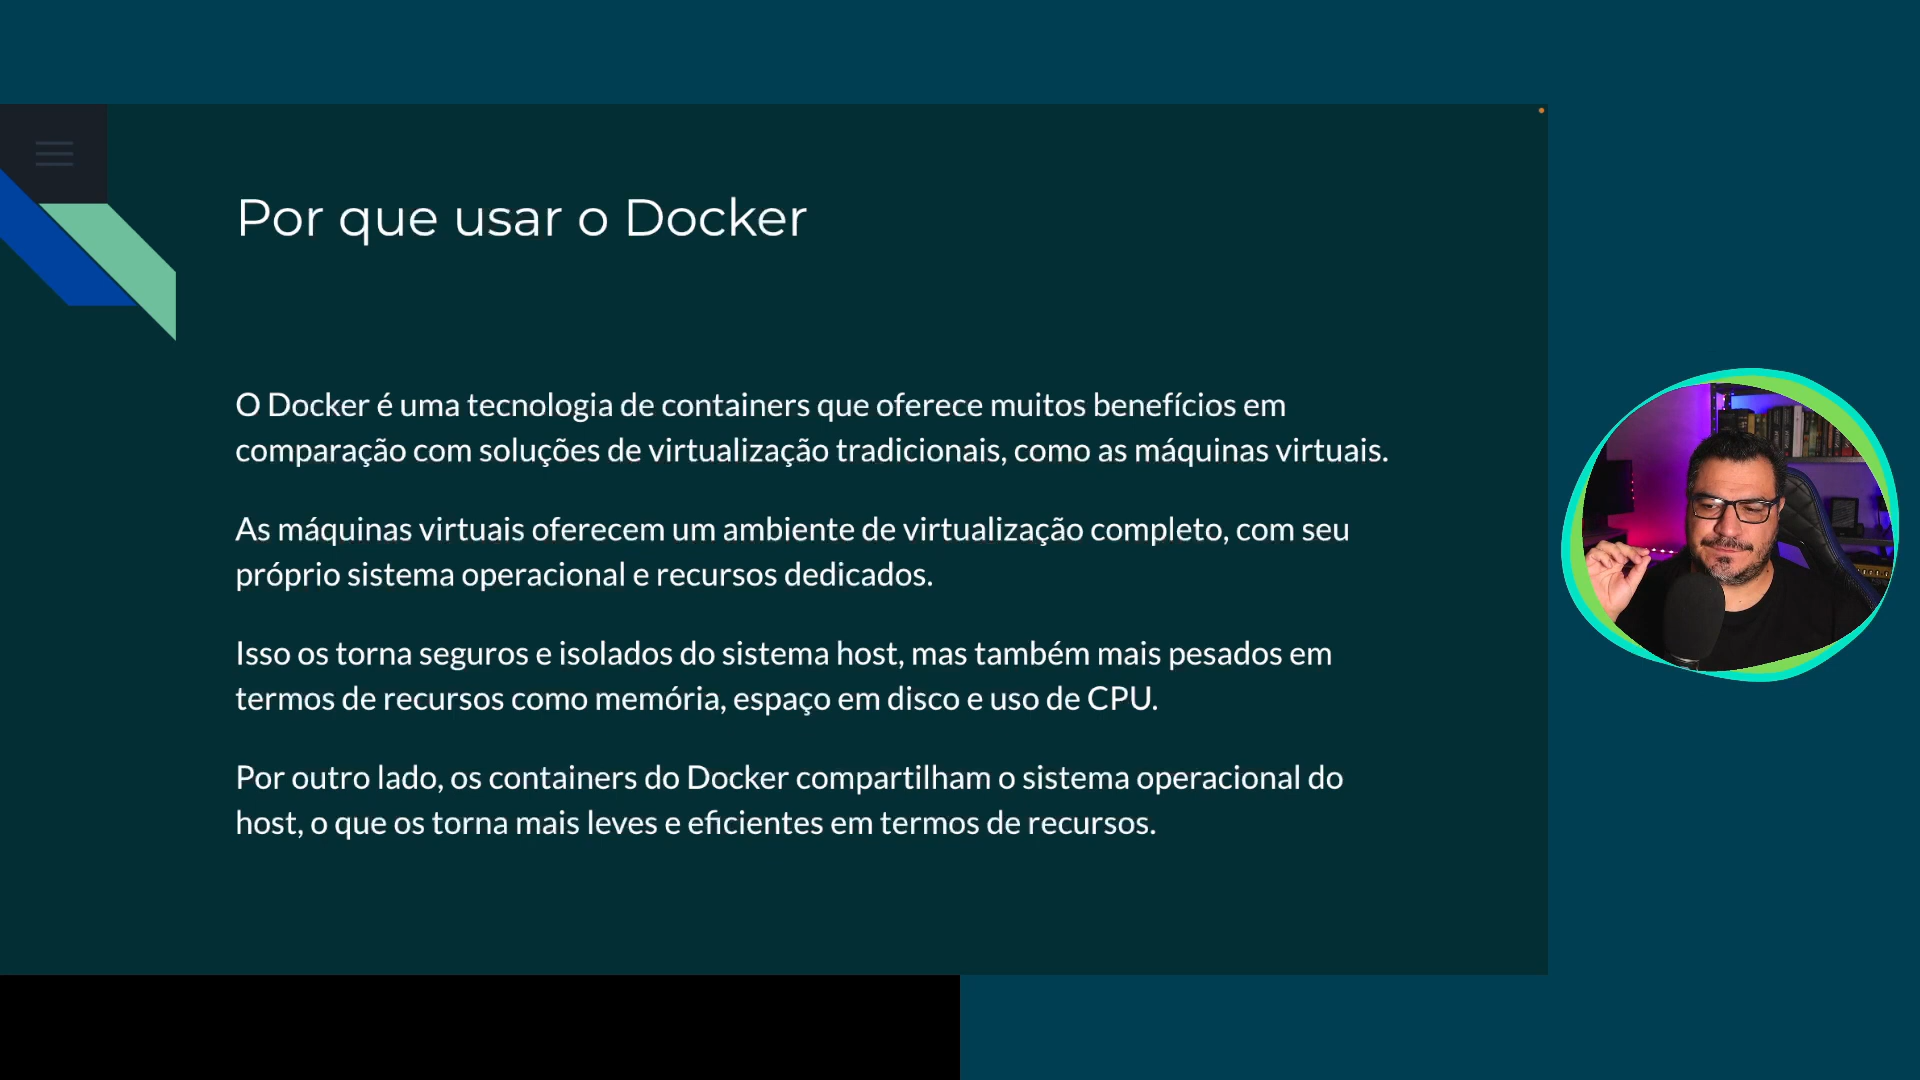 Por que usar o Docker
O Docker é uma tecnologia de containers que oferece muitos benefícios em
comparação com soluções de virtualização tradicionais, como as máquinas virtuais.
As máquinas virtuais oferecem um ambiente de virtualização completo, com seu
próprio sistema operacional e recursos dedicados.
Isso os torna seguros e isolados do sistema host, mas também mais pesados em
termos de recursos como memória, espaço em disco e uso de CPU.
Por outro lado, os containers do Docker compartilham o sistema operacional do
host, o que os torna mais leves e eficientes em termos de recursos.